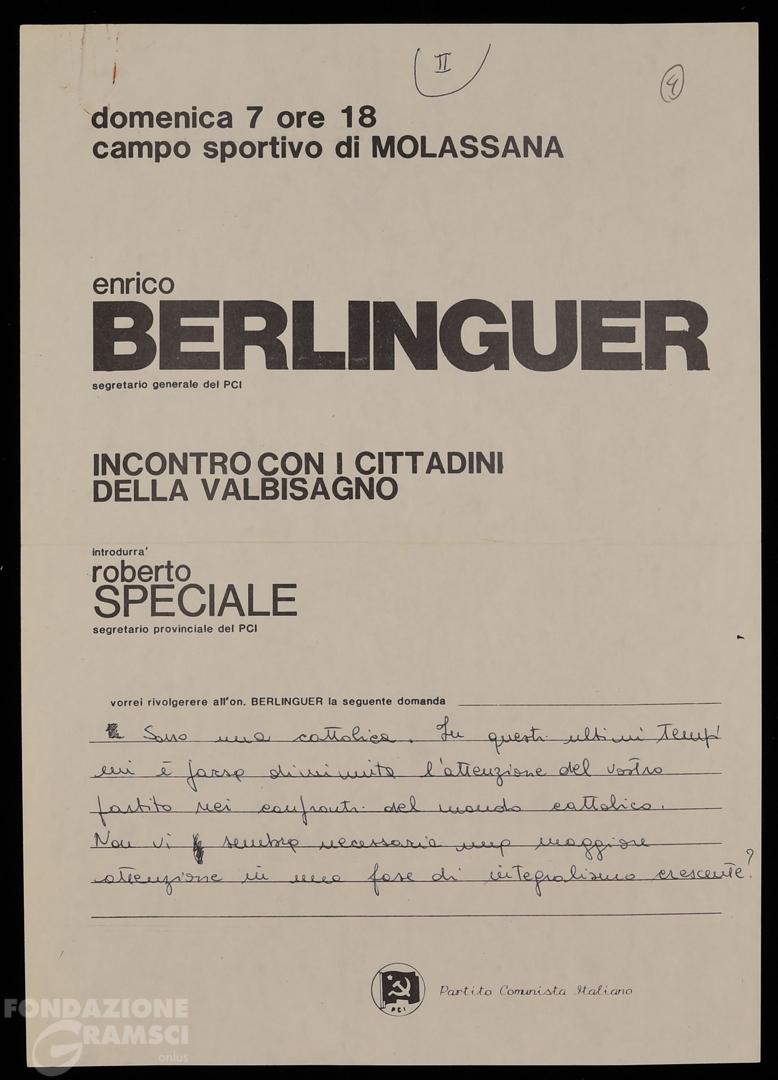 II
4
domenica 7 ore 18
campo sportivo di MOLASSANA
enrico
BERLINGUER
segretario generale del PCI
INCONTRO CON I CITTADINI
DELLA VALBISAGNO
introdurra'
roberto
SPECIALE
segretario provinciale del PCI
vorrei rivolgerere all'on. BERLINGUER la seguente domanda
Sono una cattolica. In questi ultimi tempi
mi è forse diminuita l'attenzione del vostro
partito nei confronti del mondo cattolico.
Non vi sembra necessaria una maggiore
attenzione in una fase di integralismo crescente?
PCI
Partito Comunista Italiano
FONDAZIONE
GRAMSCI
onlus